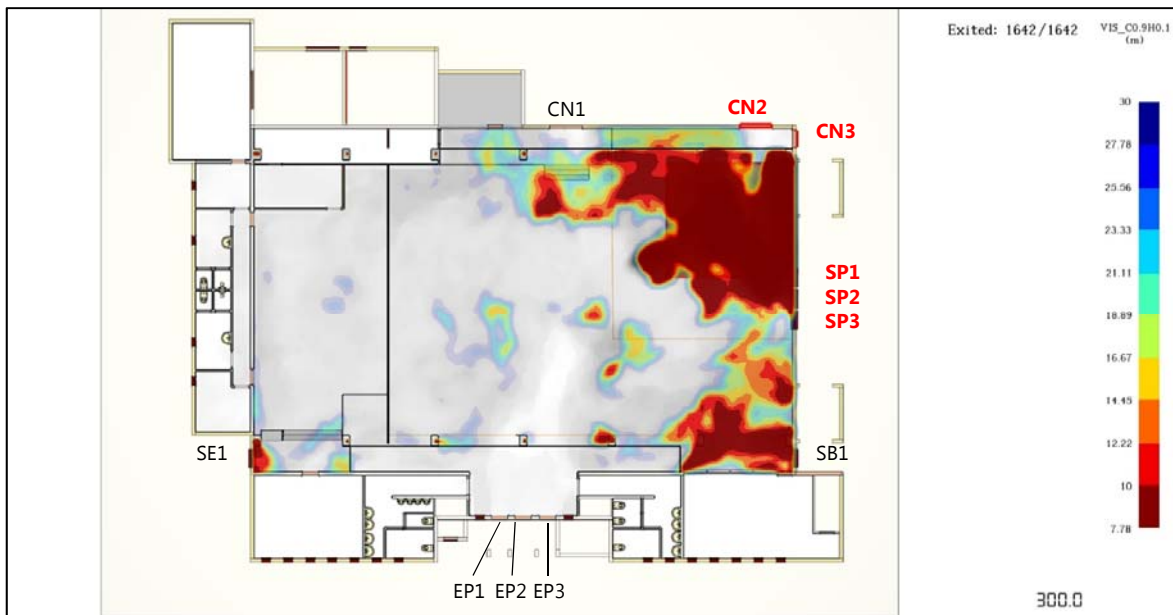 Exited: 1642/1642
VIS_C0.9H0.1
(m)
CN1
CN2
CN3
30
27.78
25.56
23.33
21.11
18.89
16.67
14.45
12.22
10
7.78
SP1
SP2
SP3
SE1
SB1
EP1 EP2 EP3
300.0